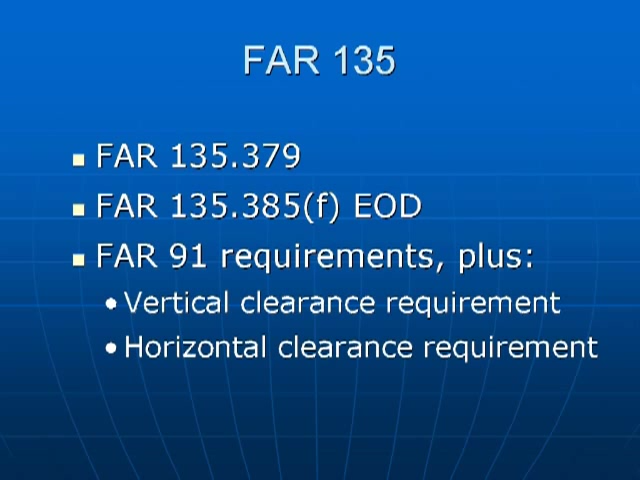 FAR 135
FAR 135.379
FAR 135.385(f) EOD
FAR 91 requirements, plus:
Vertical clearance requirement
Horizontal clearance requirement